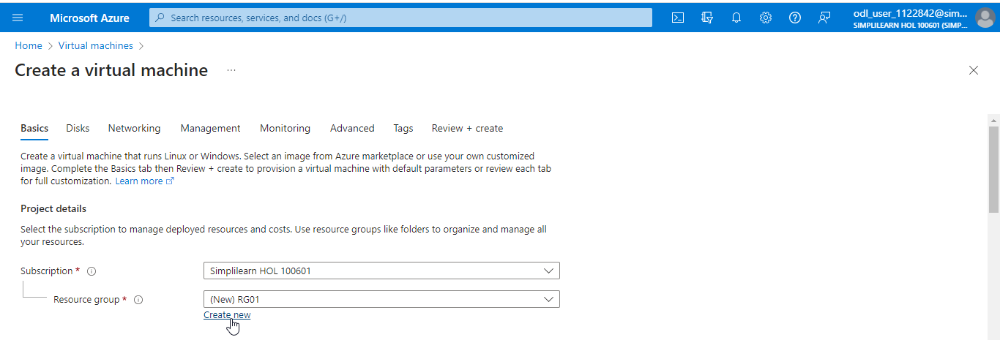 Microsoft Azure
Search resources, services, and docs (G+/)
odl_user_1122842@sim...
SIMPLILEARN HOL 100601 (SIMP...
Home > Virtual machines >
Create a virtual machine ...
Basics Disks Networking Management Monitoring Advanced Tags Review + create
Create a virtual machine that runs Linux or Windows. Select an image from Azure marketplace or use your own customized
image. Complete the Basics tab then Review + create to provision a virtual machine with default parameters or review each tab
for full customization. Learn more
Project details
Select the subscription to manage deployed resources and costs. Use resource groups like folders to organize and manage all
your resources.
Subscription * Simplilearn HOL 100601
Resource group * (New) RG01
Create new